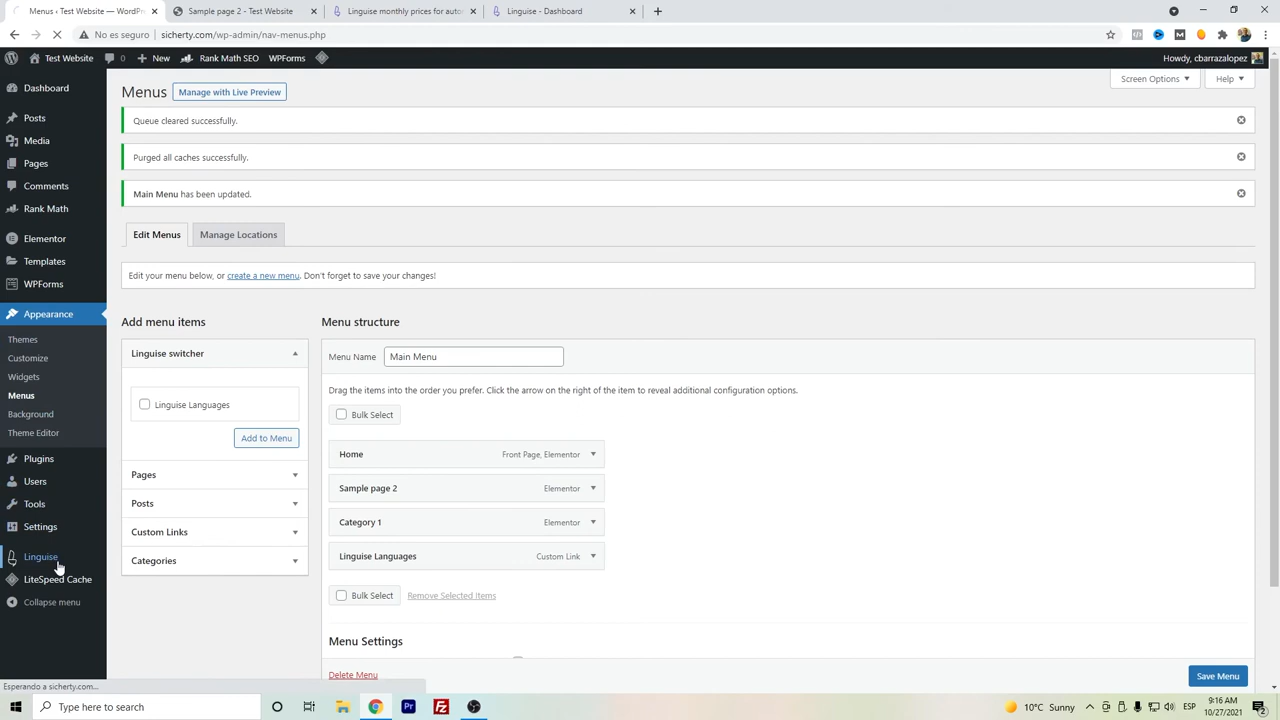 Menus ‹ Test Website — WordPr
Sample page 2 - Test Website
Linguise monthly prices for auto
Linguise - Dashboard
No es seguro
sicherty.com/wp-admin/nav-menus.php
Test Website
0
New
Rank Math SEO
WPForms
Howdy, cbarrazalopez
Dashboard
Posts
Media
Pages
Comments
Rank Math
Elementor
Templates
WPForms
Appearance
Themes
Customize
Widgets
Menus
Background
Theme Editor
Plugins
Users
Tools
Settings
Linguise
LiteSpeed Cache
Collapse menu
Screen Options
Help
Menus
Manage with Live Preview
Queue cleared successfully.
Purged all caches successfully.
Main Menu has been updated.
Edit Menus
Manage Locations
Edit your menu below, or create a new menu. Don't forget to save your changes!
Add menu items
Linguise switcher
Linguise Languages
Add to Menu
Pages
Posts
Custom Links
Categories
Menu structure
Menu Name
Main Menu
Drag the items into the order you prefer. Click the arrow on the right of the item to reveal additional configuration options.
Bulk Select
Home
Front Page, Elementor
Sample page 2
Elementor
Category 1
Elementor
Linguise Languages
Custom Link
Bulk Select
Remove Selected Items
Menu Settings
Delete Menu
Save Menu
Esperando a sicherty.com...
Type here to search
10°C Sunny
ESP
9:16 AM
10/27/2021
2